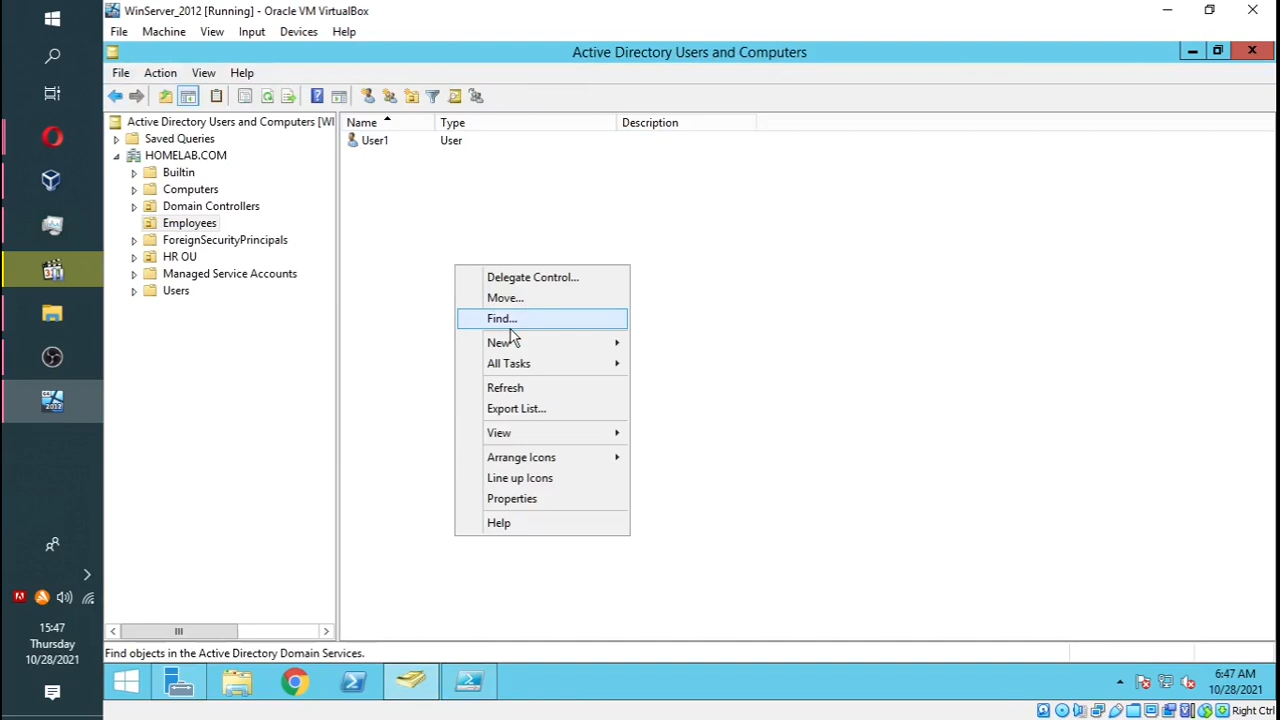 WinServer_2012 [Running] - Oracle VM VirtualBox
File Machine View Input Devices Help
Active Directory Users and Computers
File Action View Help
Active Directory Users and Computers [WI
Saved Queries
HOMELAB.COM
Builtin
Computers
Domain Controllers
Employees
ForeignSecurityPrincipals
HR OU
Managed Service Accounts
Users
Name Type Description
User1 User
Delegate Control...
Move...
Find...
New
All Tasks
Refresh
Export List...
View
Arrange Icons
Line up Icons
Properties
Help
Find objects in the Active Directory Domain Services.
15:47
Thursday
10/28/2021
6:47 AM
10/28/2021
Right Ctrl